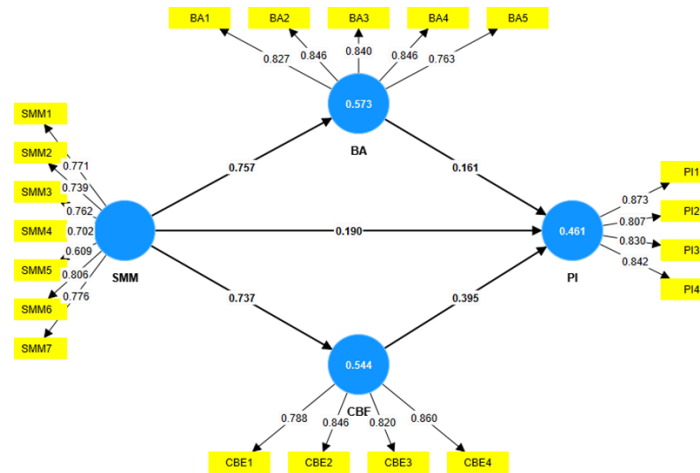 BA1 BA2 BA3 BA4 BA5
0.827 0.846 0.840 0.846 0.763
0.573
BA
SMM1
SMM2
SMM3
SMM4
SMM5
SMM6
SMM7
0.771
0.739
0.762
0.702
0.609
0.806
0.776
SMM
0.757
0.190
0.737
0.161
0.395
0.461
PI
0.873
0.807
0.830
0.842
PI1
PI2
PI3
PI4
0.544
CBE
0.788 0.846 0.820 0.860
CBE1 CBE2 CBE3 CBE4